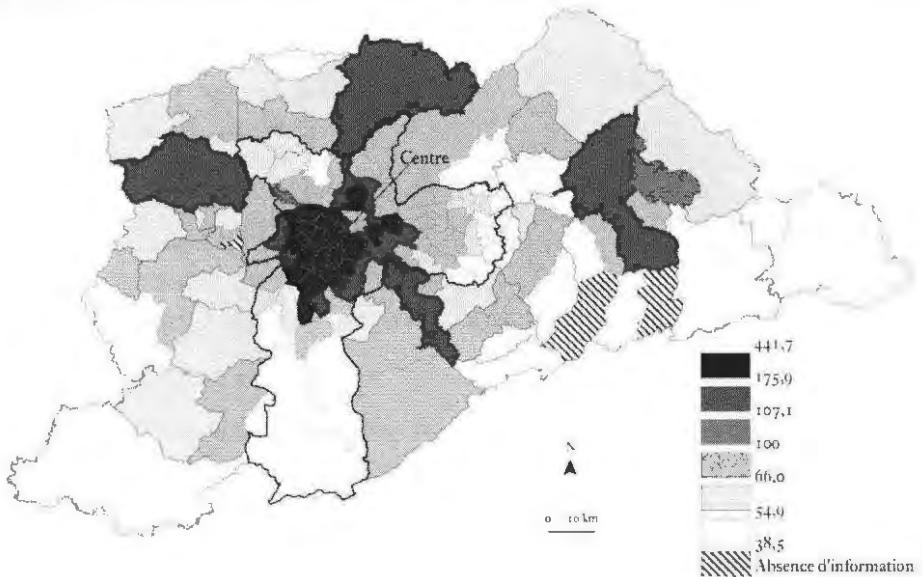 Centre
441,7
175,9
107,1
100
66,0
54,9
38,5
Absence d'information
N
0 10 km